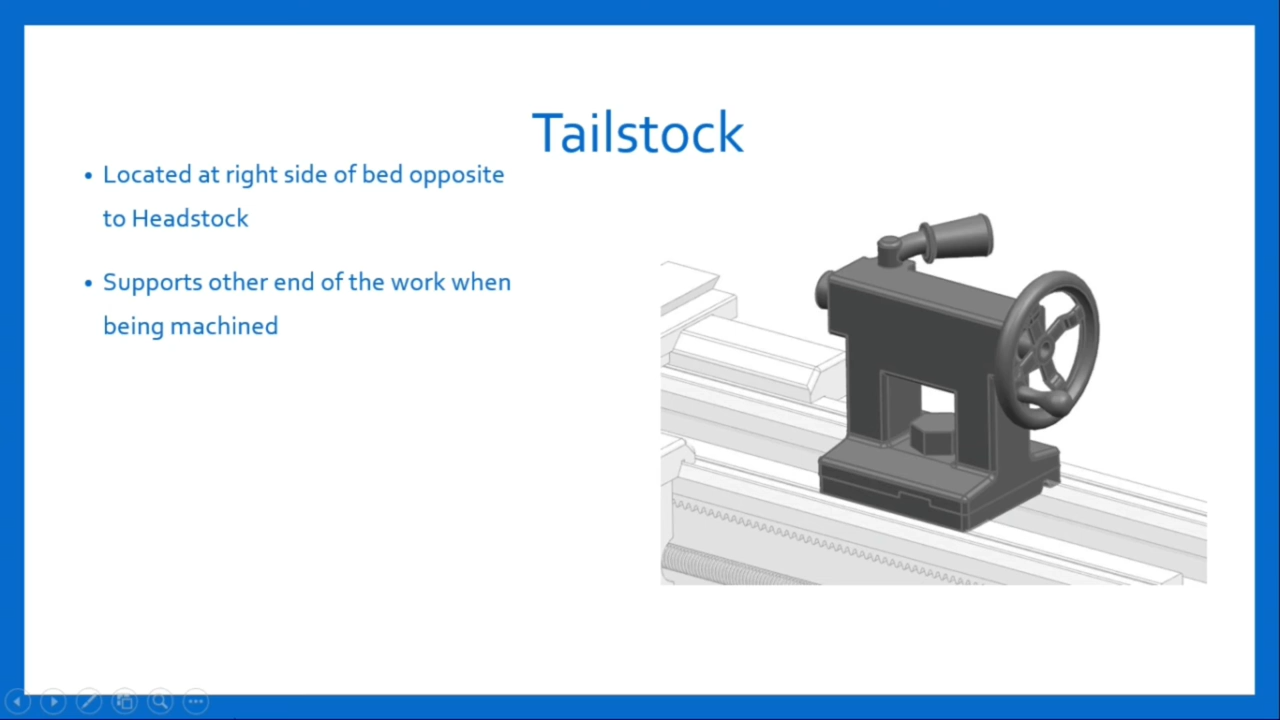 Tailstock
• Located at right side of bed opposite
to Headstock
• Supports other end of the work when
being machined